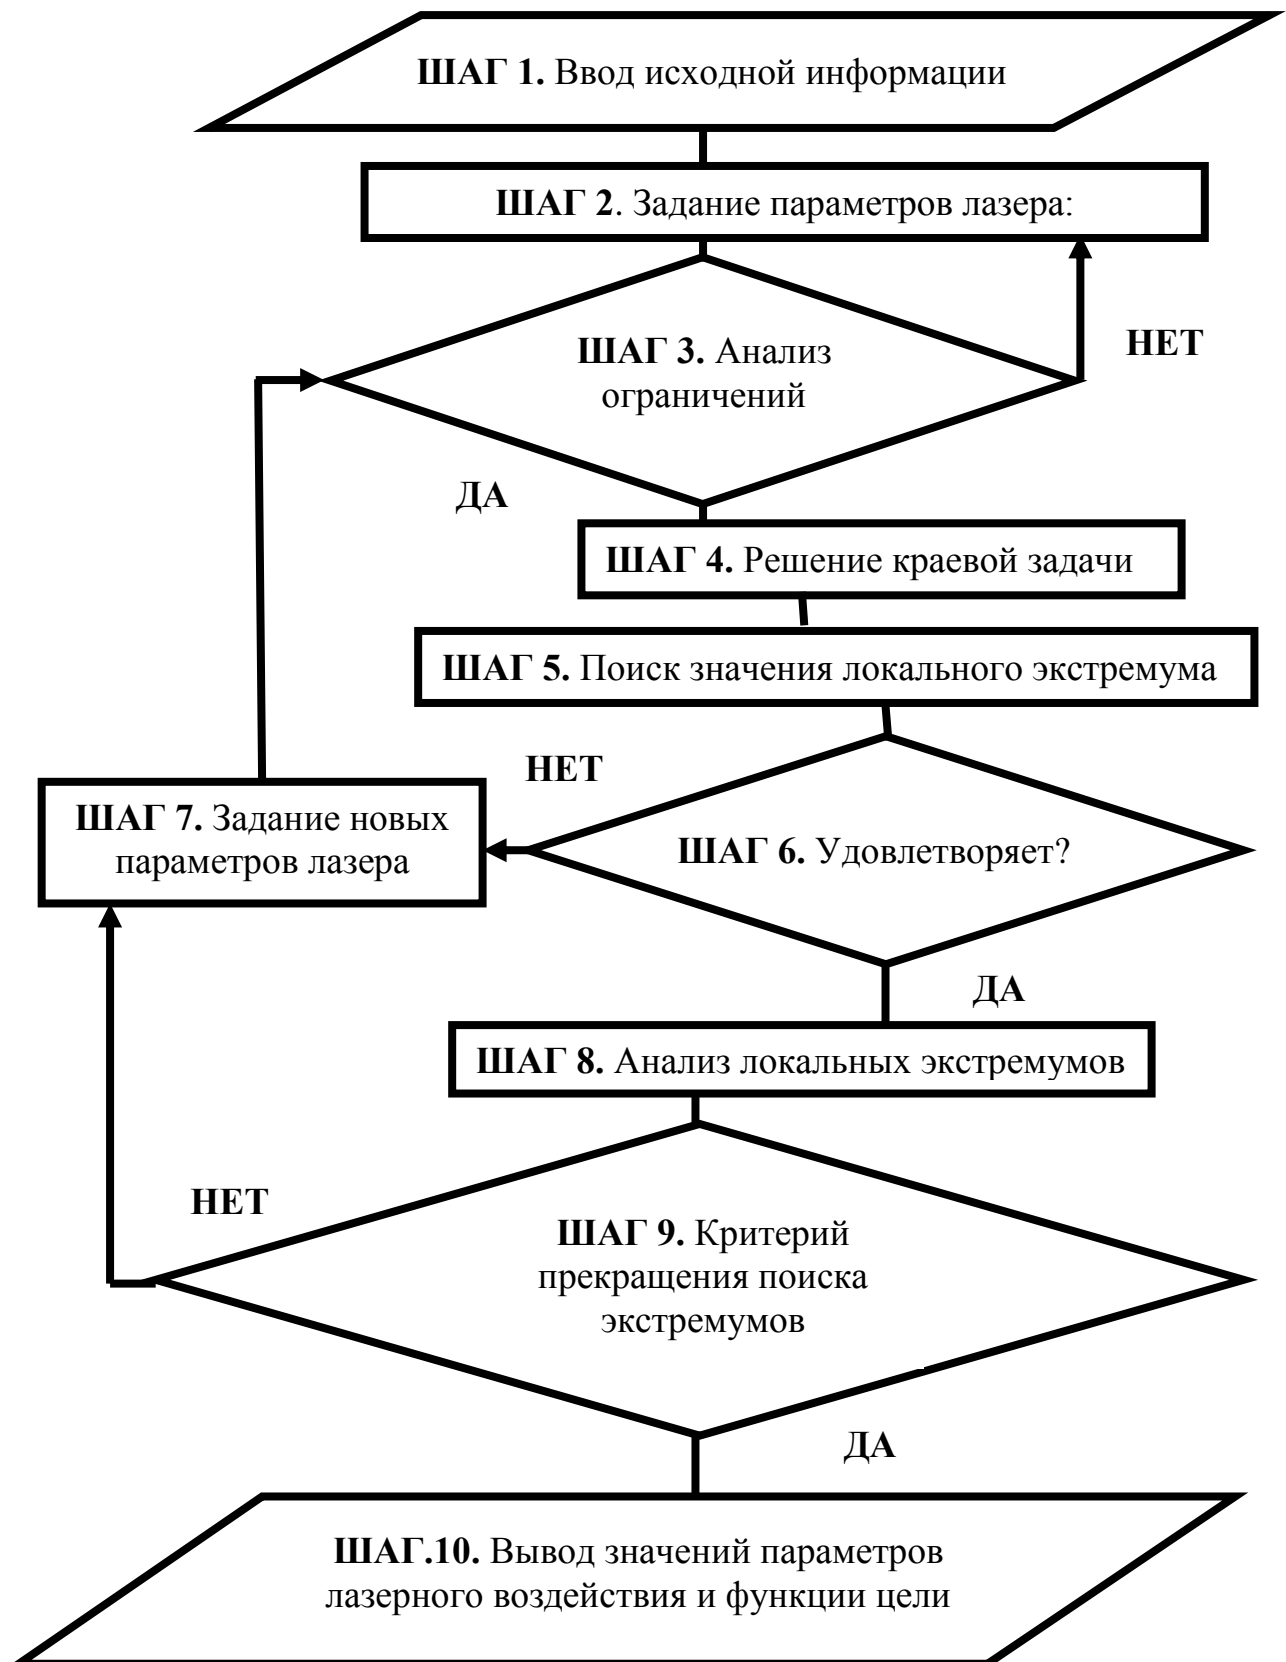 ШАГ 1. Ввод исходной информации
ШАГ 2. Задание параметров лазера:
НЕТ
ШАГ 3. Анализ
ограничений
ДА
ШАГ 4. Решение краевой задачи
ШАГ 5. Поиск значения локального экстремума
НЕТ
ШАГ 7. Задание новых
параметров лазера
ШАГ 6. Удовлетворяет?
ДА
ШАГ 8. Анализ локальных экстремумов
НЕТ
ШАГ 9. Критерий
прекращения поиска
экстремумов
ДА
ШАГ.10. Вывод значений параметров
лазерного воздействия и функции цели